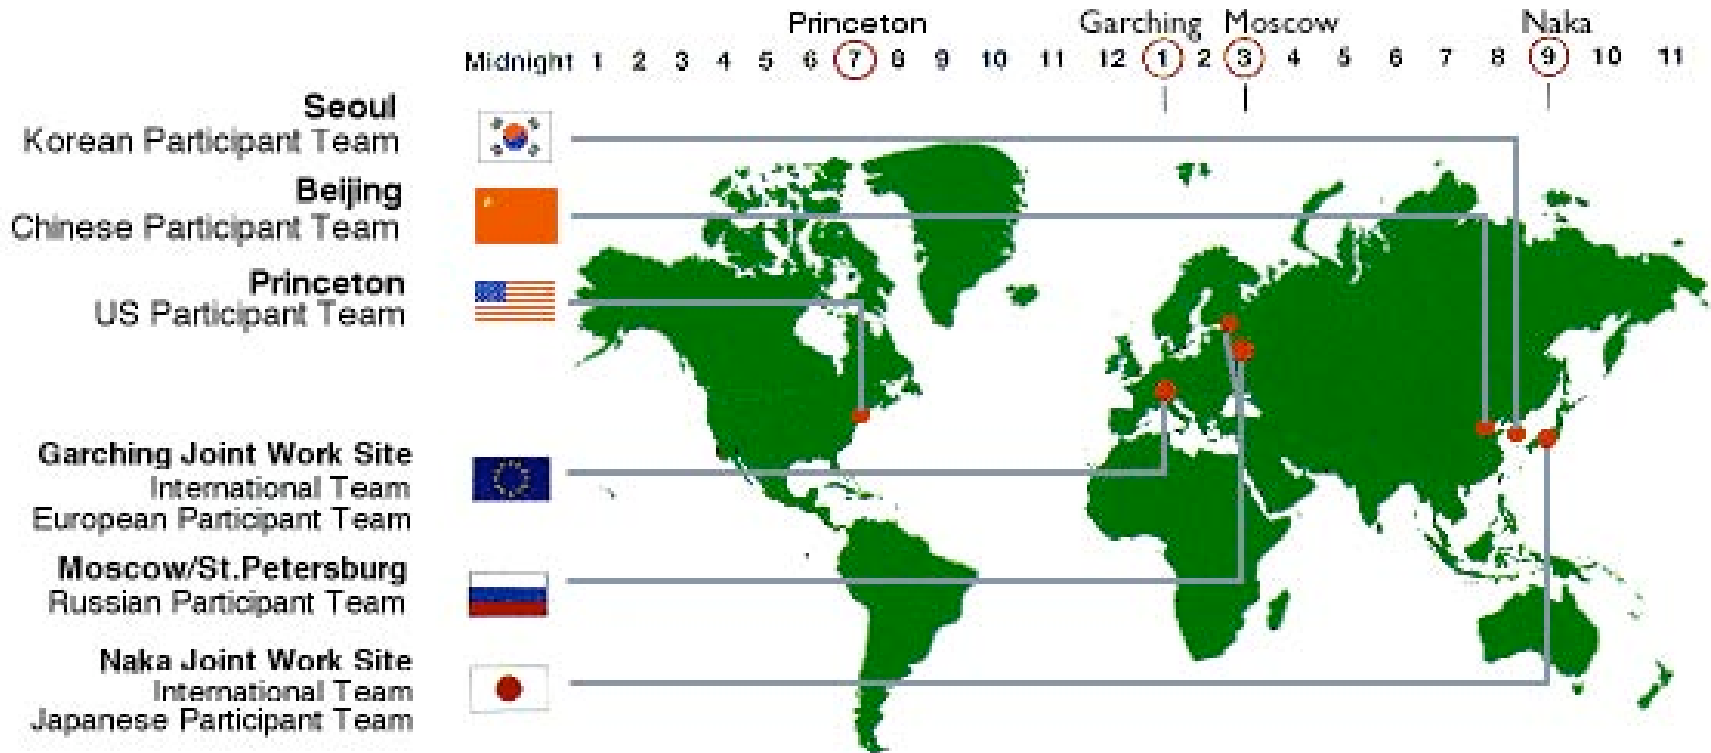 Princeton Garching Moscow Naka
Midnight 1 2 3 4 5 6 7 8 9 10 11 12 1 2 3 4 5 6 7 8 9 10 11
Seoul
Korean Participant Team
Beijing
Chinese Participant Team
Princeton
US Participant Team
Garching Joint Work Site
International Team
European Participant Team
Moscow/St.Petersburg
Russian Participant Team
Naka Joint Work Site
International Team
Japanese Participant Team